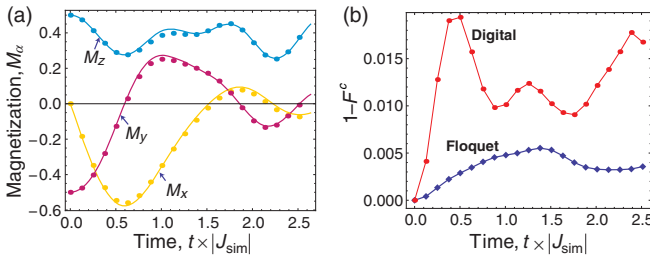 (a)
Magnetization, Mα
0.4
0.2
0.0
−0.2
−0.4
−0.6
Mz
My
Mx
0.0 0.5 1.0 1.5 2.0 2.5
Time, t×|Jsim|
(b)
1−Fᶜ
0.015
0.010
0.005
0.000
Digital
Floquet
0.0 0.5 1.0 1.5 2.0 2.5
Time, t×|Jsim|